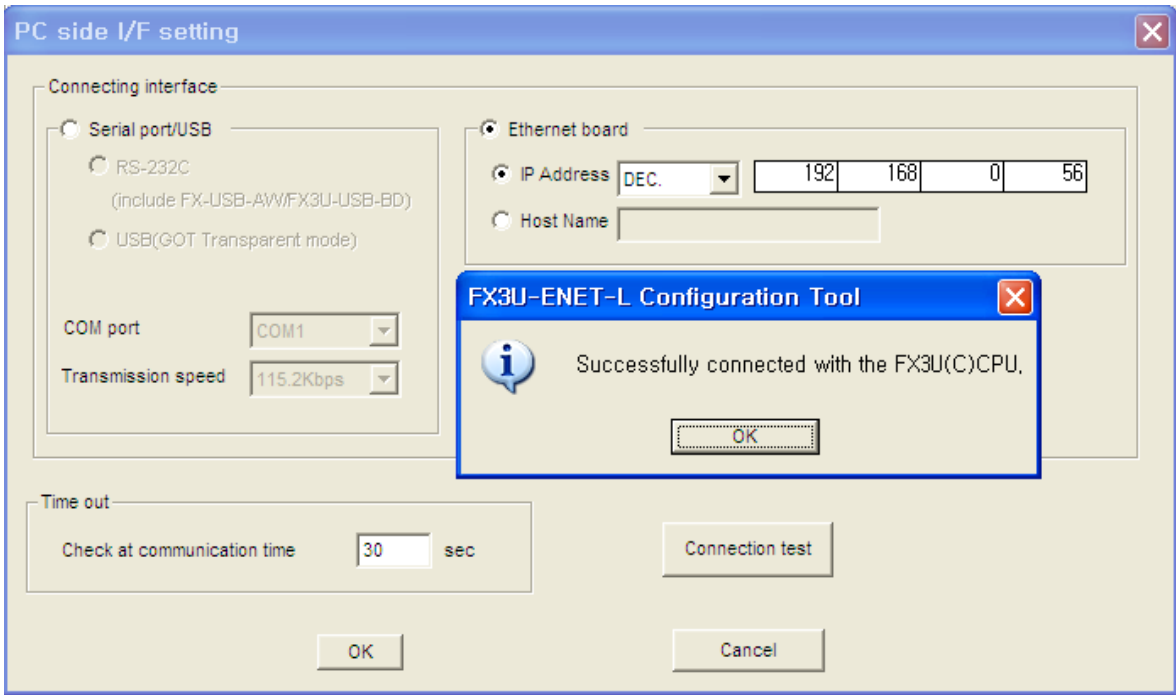 PC side I/F setting
Connecting interface
Serial port/USB
RS-232C
(include FX-USB-AW/FX3U-USB-BD)
USB(GOT Transparent mode)
COM port
COM1
Transmission speed
115.2Kbps
Ethernet board
IP Address DEC. 192 168 0 56
Host Name
FX3U-ENET-L Configuration Tool
Successfully connected with the FX3U(C)CPU,
OK
Time out
Check at communication time 30 sec
Connection test
OK
Cancel